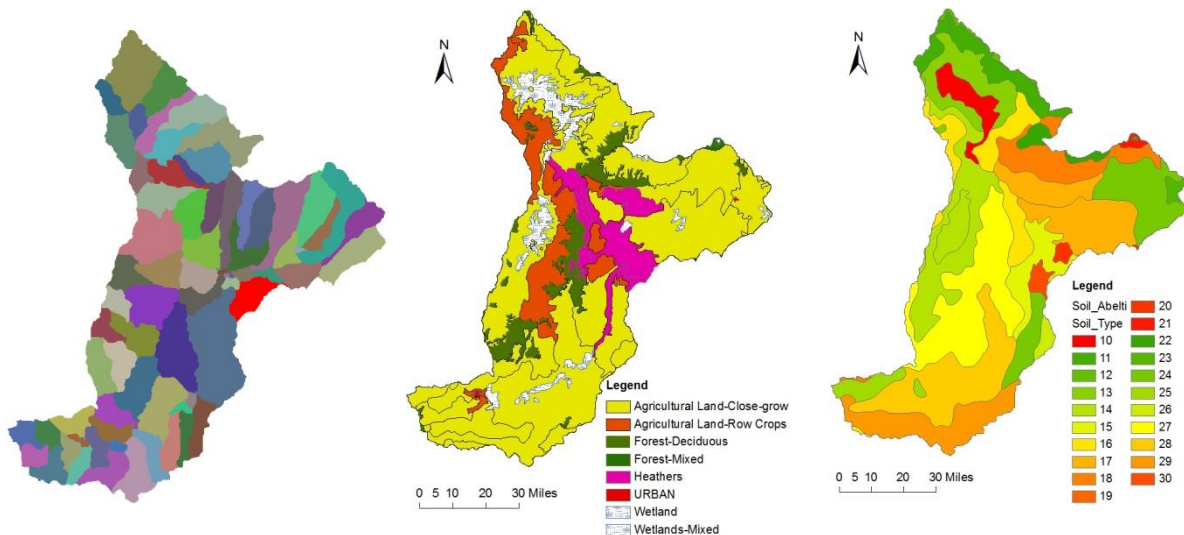 N
Legend
Agricultural Land-Close-grow
Agricultural Land-Row Crops
Forest-Deciduous
Forest-Mixed
Heathers
URBAN
Wetland
Wetlands-Mixed
0 5 10 20 30 Miles
N
Legend
Soil_Abelti
Soil_Type
10
11
12
13
14
15
16
17
18
19
20
21
22
23
24
25
26
27
28
29
30
0 5 10 20 30 Miles